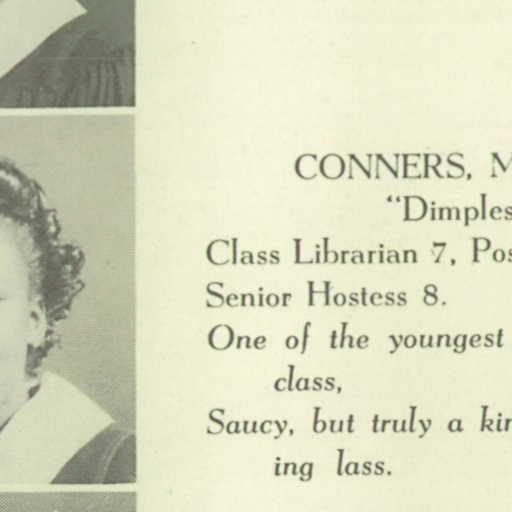 CONNERS, M
"Dimples
Class Librarian 7, Pos
Senior Hostess 8.
One of the youngest
class,
Saucy, but truly a kin
ing lass.